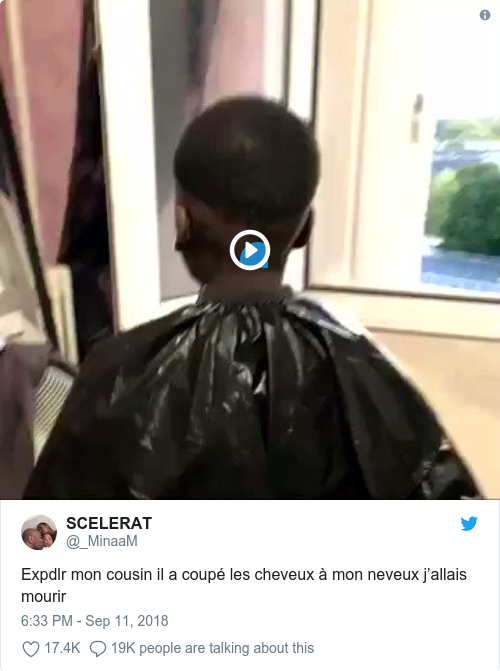 SCELERAT
@_MinaaM
Expdlr mon cousin il a coupé les cheveux à mon neveux j’allais
mourir
6:33 PM - Sep 11, 2018
17.4K 19K people are talking about this